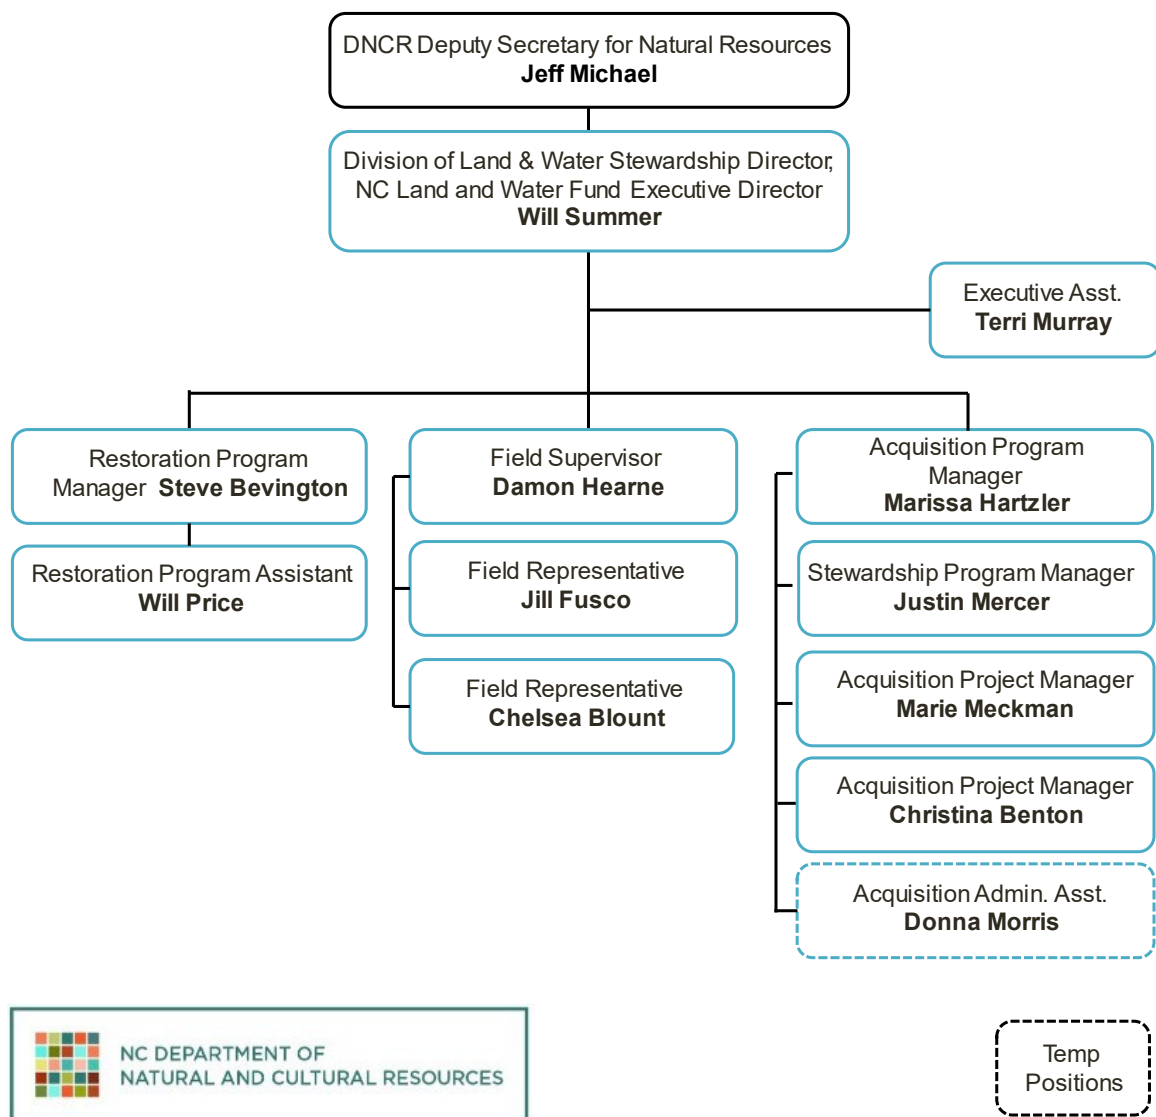 DNCR Deputy Secretary for Natural Resources
Jeff Michael
Division of Land & Water Stewardship Director,
NC Land and Water Fund Executive Director
Will Summer
Executive Asst.
Terri Murray
Restoration Program
Manager Steve Bevington
Restoration Program Assistant
Will Price
Field Supervisor
Damon Hearne
Field Representative
Jill Fusco
Field Representative
Chelsea Blount
Acquisition Program
Manager
Marissa Hartzler
Stewardship Program Manager
Justin Mercer
Acquisition Project Manager
Marie Meckman
Acquisition Project Manager
Christina Benton
Acquisition Admin. Asst.
Donna Morris
NC DEPARTMENT OF
NATURAL AND CULTURAL RESOURCES
Temp
Positions